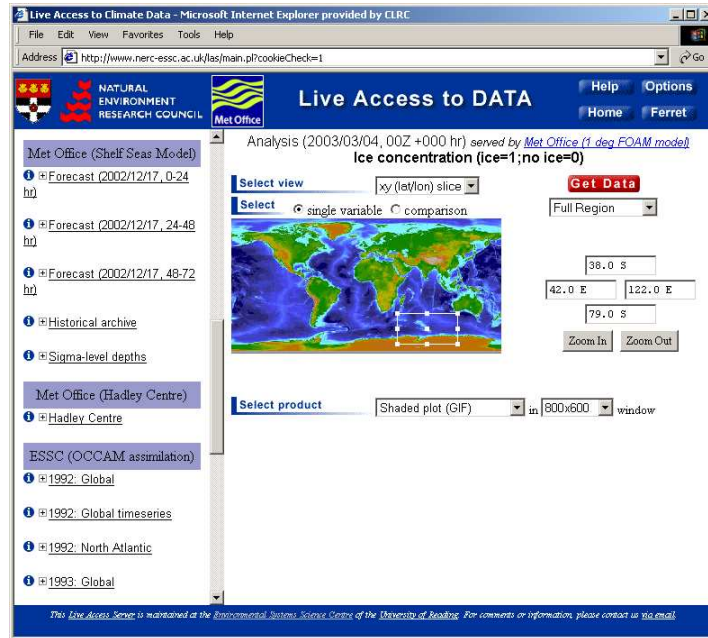 Live Access to Climate Data - Microsoft Internet Explorer provided by CLRC
File Edit View Favorites Tools Help
Address http://www.nerc-essc.ac.uk/las/main.pl?cookieCheck=1 Go
NATURAL
ENVIRONMENT
RESEARCH COUNCIL
Met Office
Live Access to DATA
Help Options
Home Ferret
Met Office (Shelf Seas Model)
Forecast (2002/12/17, 0-24
hr)
Forecast (2002/12/17, 24-48
hr)
Forecast (2002/12/17, 48-72
hr)
Historical archive
Sigma-level depths
Met Office (Hadley Centre)
Hadley Centre
ESSC (OCCAM assimilation)
1992: Global
1992: Global timeseries
1992: North Atlantic
1993: Global
Analysis (2003/03/04, 00Z +000 hr) served by Met Office (1 deg FOAM model)
Ice concentration (ice=1;no ice=0)
Select view xy (lat/lon) slice Get Data
Select single variable comparison Full Region
38.0 S
42.0 E 122.0 E
79.0 S
Zoom In Zoom Out
Select product Shaded plot (GIF) in 800x600 window
This Live Access Server is maintained at the Environmental Systems Science Centre of the University of Reading. For comments or information, please contact us via email.